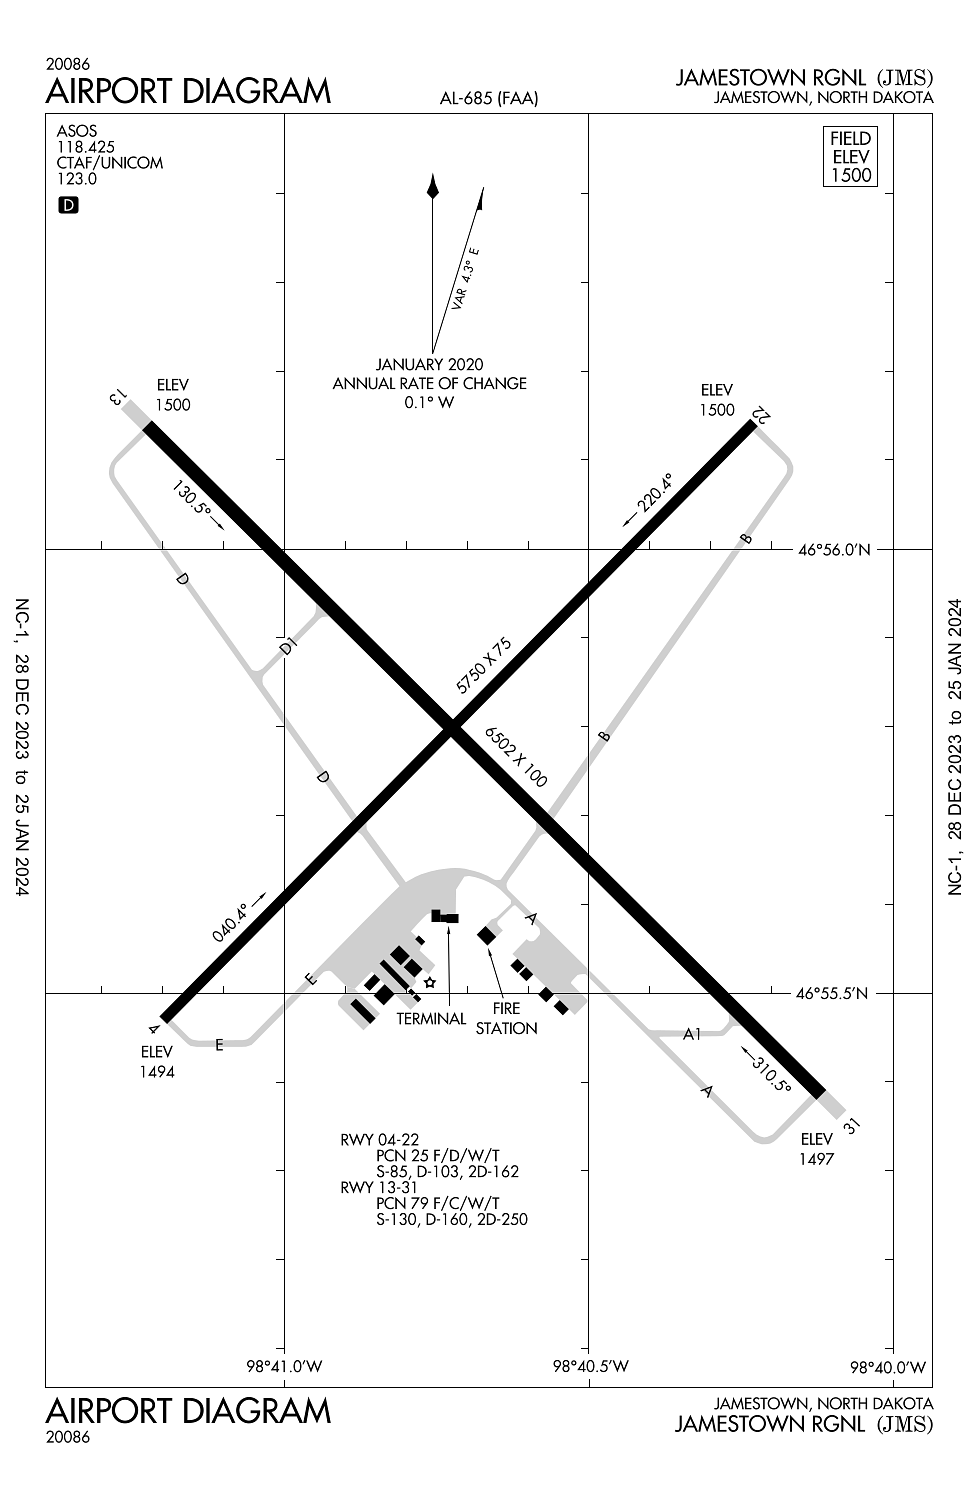 20086
AIRPORT DIAGRAM
AL-685 (FAA)
JAMESTOWN RGNL (JMS)
JAMESTOWN, NORTH DAKOTA
ASOS
118.425
CTAF/UNICOM
123.0
D
FIELD
ELEV
1500
VAR 4.3° E
JANUARY 2020
ANNUAL RATE OF CHANGE
0.1° W
13
ELEV
1500
ELEV
1500
22
130.5°
220.4°
B
46°56.0'N
D
D1
5750 X 75
6502 X 100
B
D
NC-1, 28 DEC 2023 to 25 JAN 2024
NC-1, 28 DEC 2023 to 25 JAN 2024
040.4°
A
E
46°55.5'N
TERMINAL
FIRE
STATION
4
E
ELEV
1494
A1
310.5°
A
31
ELEV
1497
RWY 04-22
PCN 25 F/D/W/T
S-85, D-103, 2D-162
RWY 13-31
PCN 79 F/C/W/T
S-130, D-160, 2D-250
98°41.0'W
98°40.5'W
98°40.0'W
AIRPORT DIAGRAM
20086
JAMESTOWN, NORTH DAKOTA
JAMESTOWN RGNL (JMS)